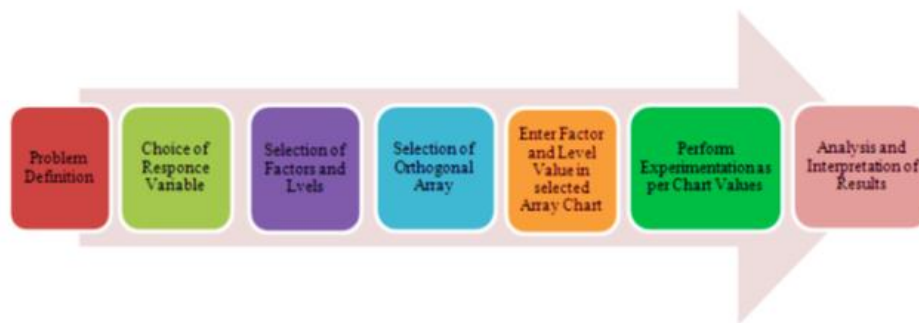 Problem
Definition
Choice of
Responce
Variable
Selection of
Factors and Lvels
Selection of
Orthogonal
Array
Enter Factor
and Level
Value in
selected
Array Chart
Perform
Experimentation as
per Chart Values
Analysis and
Interpretation of
Results